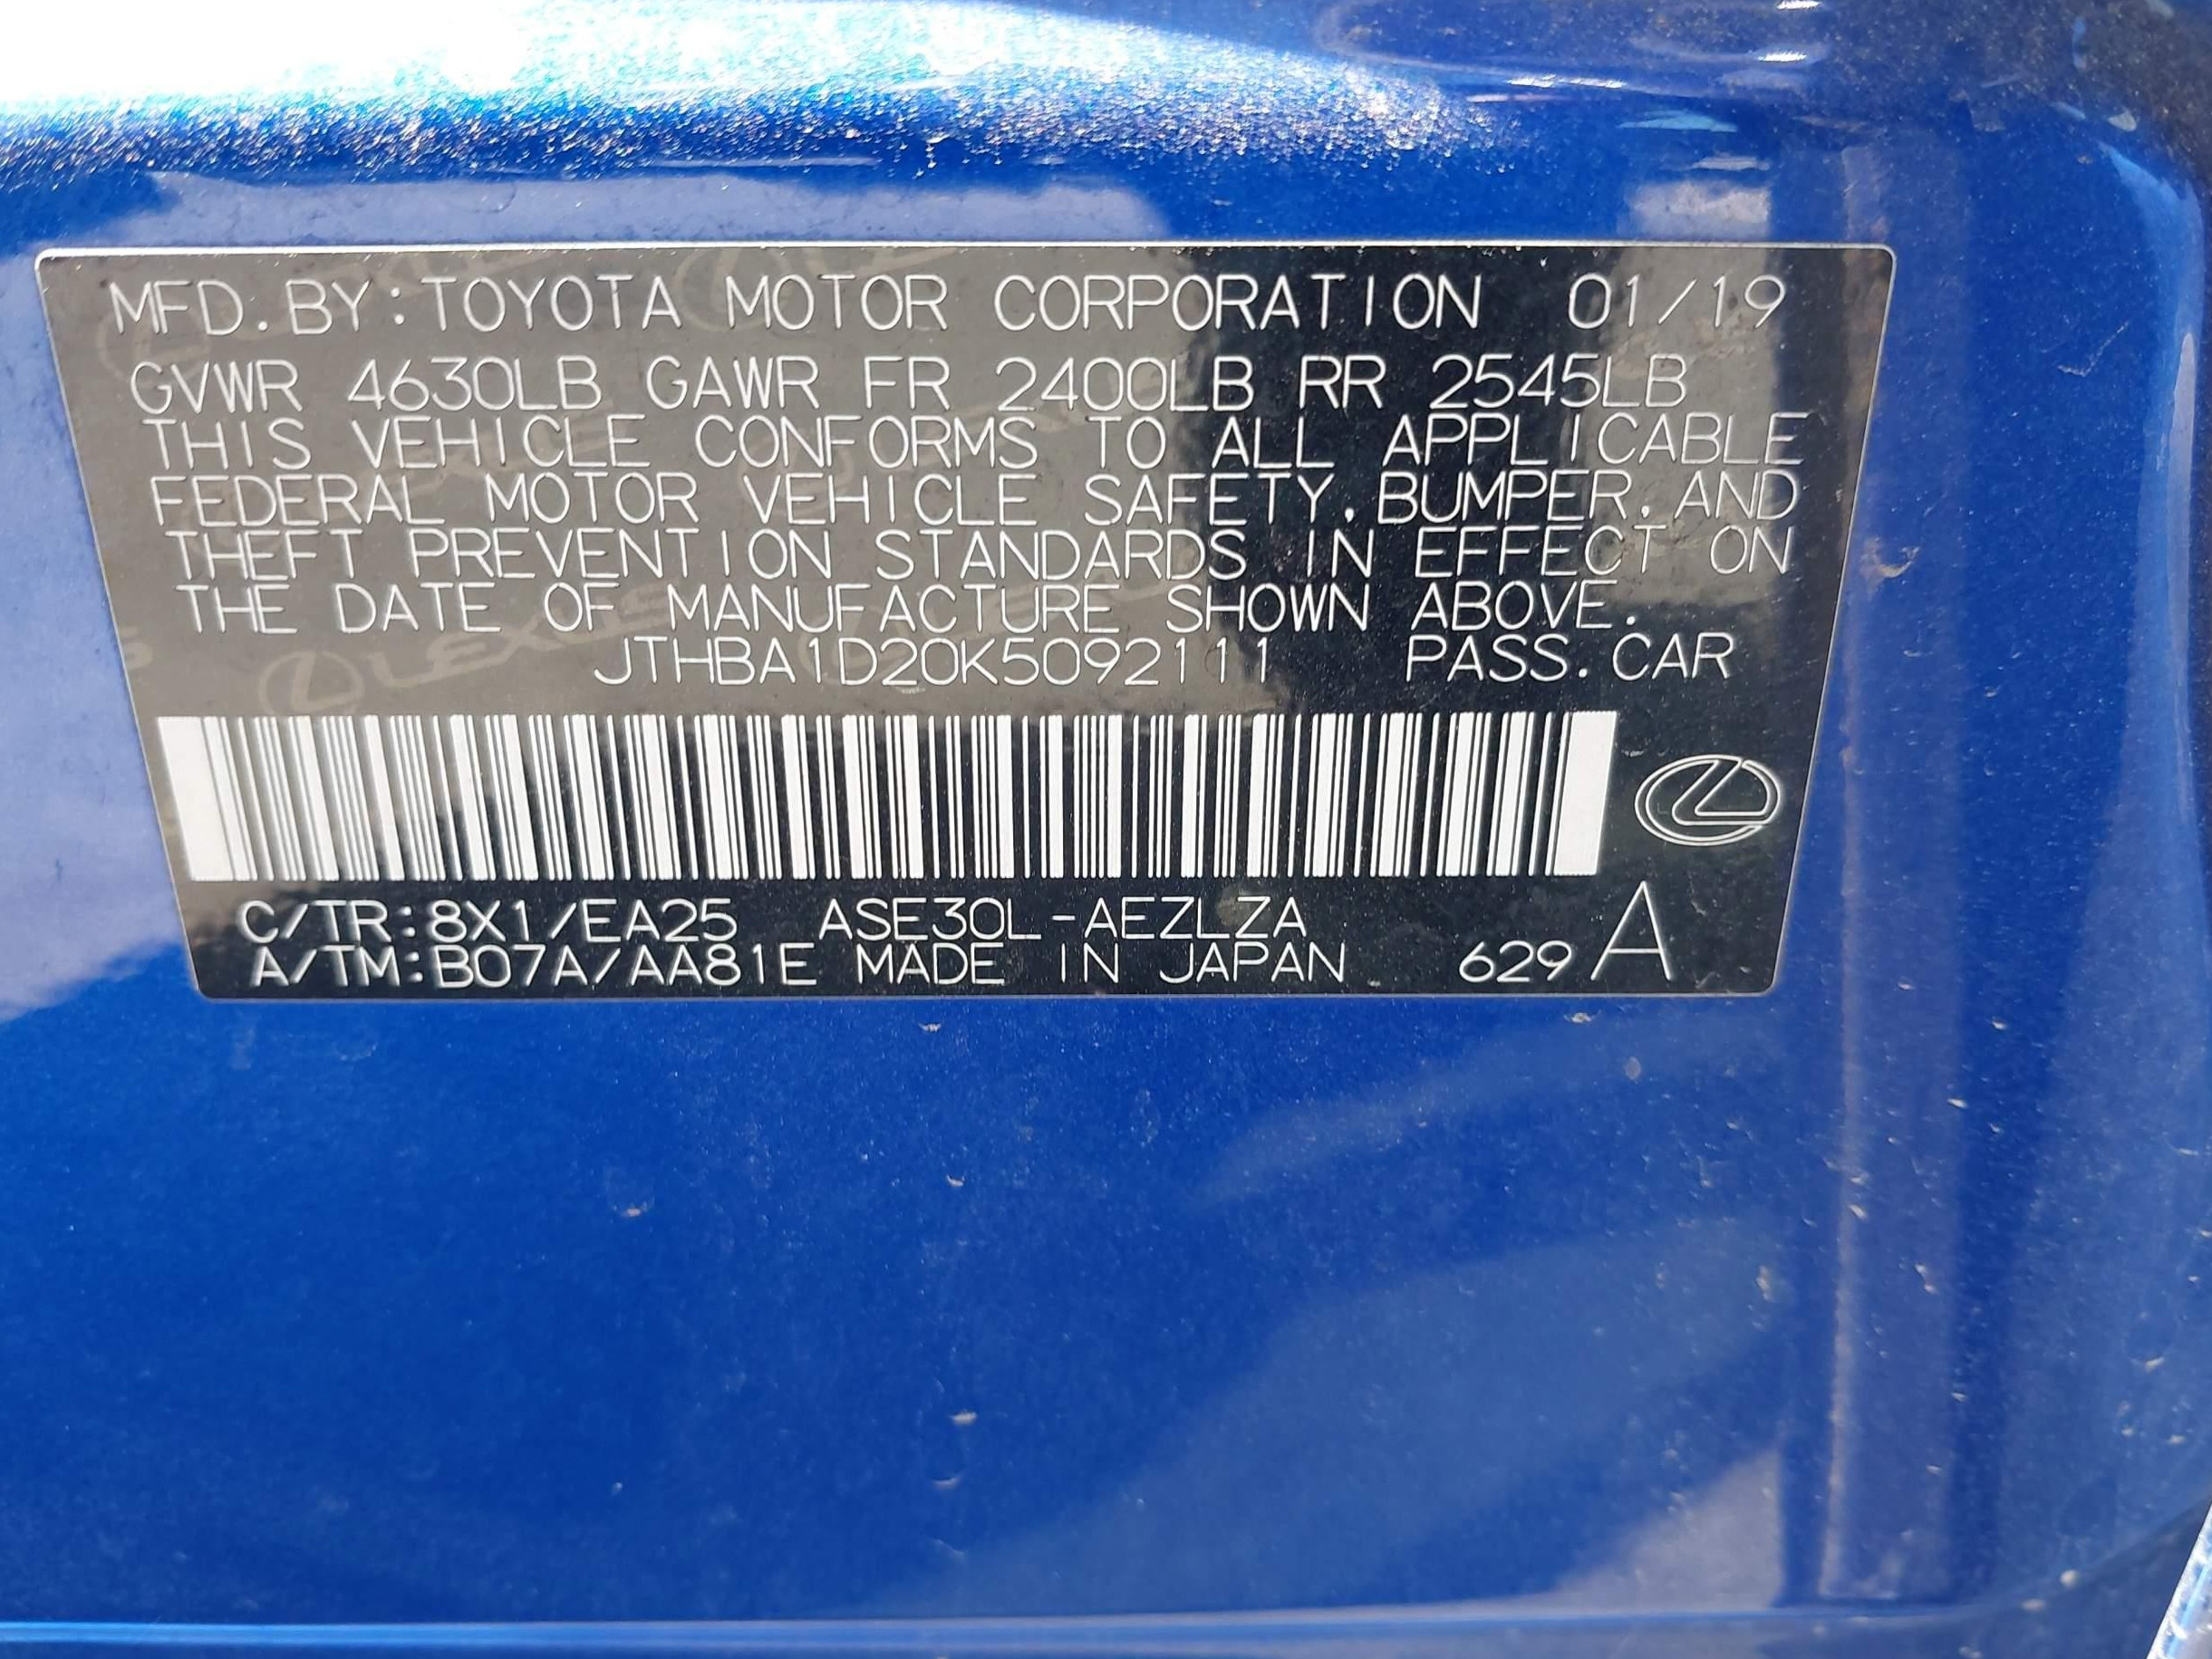 MFD.BY:TOYOTA MOTOR CORPORATION 01/19
GVWR 4630LB GAWR FR 2400LB RR 2545LB
THIS VEHICLE CONFORMS TO ALL APPLICABLE
FEDERAL MOTOR VEHICLE SAFETY,BUMPER,AND
THEFT PREVENTION STANDARDS IN EFFECT ON
THE DATE OF MANUFACTURE SHOWN ABOVE.
JTHBA1D20K5092111 PASS.CAR
C/TR:8X1/EA25 ASE30L-AEZLZA
A/TM:B07A/AA81E MADE IN JAPAN 629 A
LEXUS